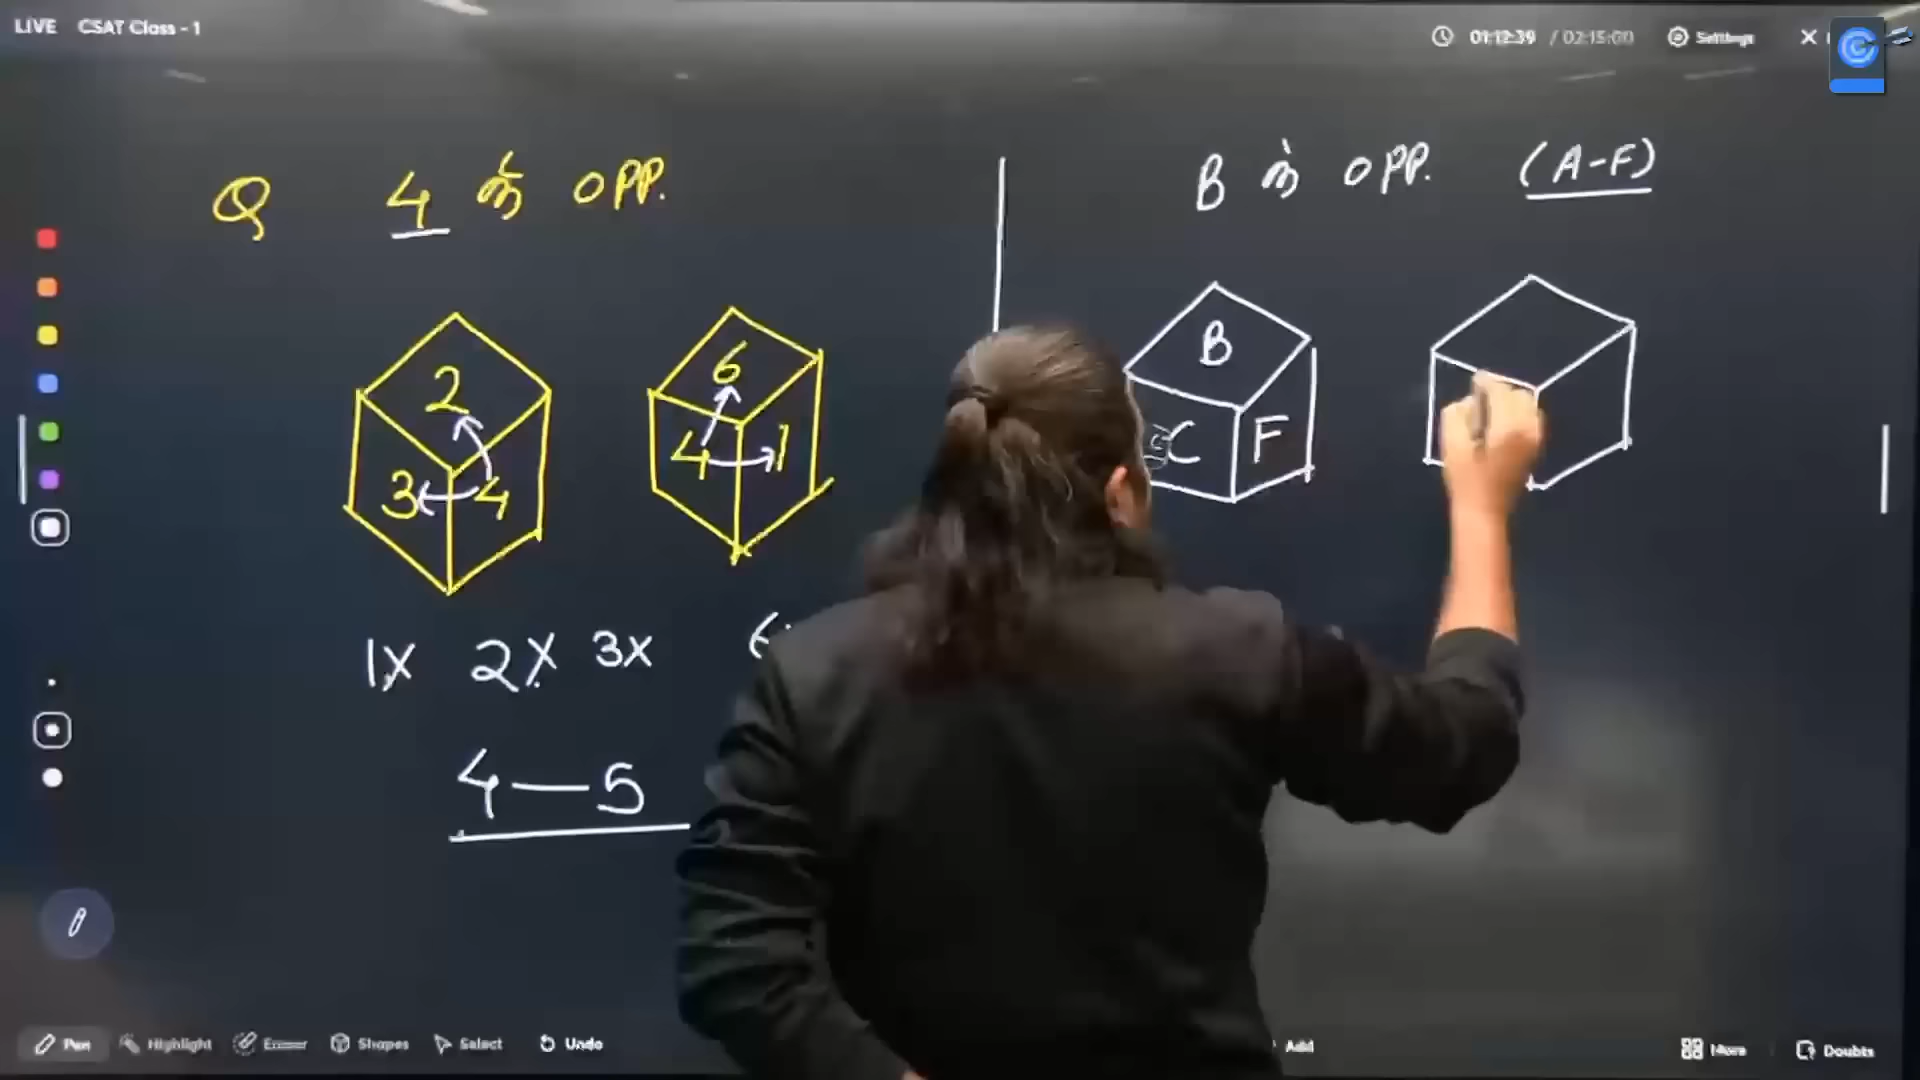 LIVE CSAT Class - 1
01:12:39 / 02:15:00 Settings
Q 4 के opp.
2
3 4
6
4 1
1x 2x 3x
4 — 5
B के opp. (A-F)
B
C F
Pen Highlight Eraser Shapes Select Undo Add More Doubts